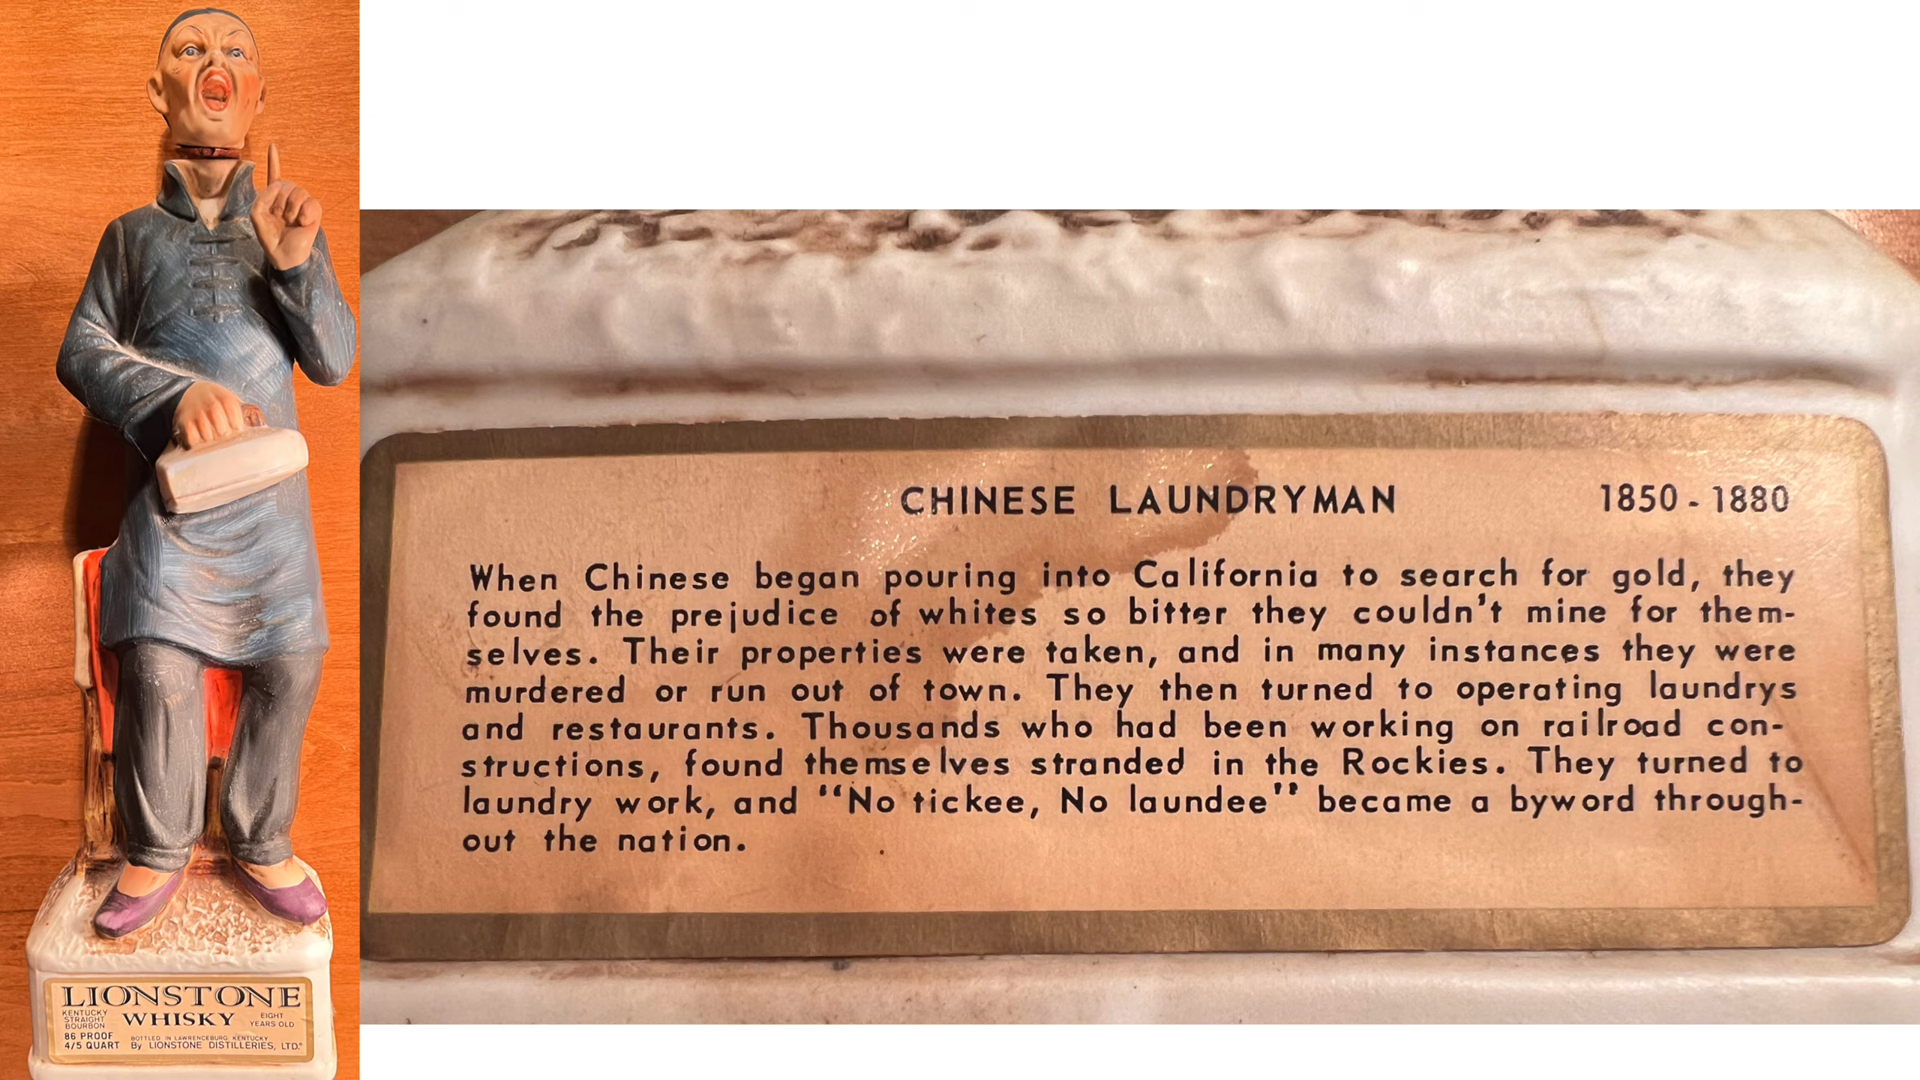 LIONSTONE
KENTUCKY STRAIGHT BOURBON
WHISKY
EIGHT YEARS OLD
86 PROOF
4/5 QUART
BOTTLED IN LAWRENCEBURG, KENTUCKY
By LIONSTONE DISTILLERIES, LTD.
CHINESE LAUNDRYMAN 1850 - 1880
When Chinese began pouring into California to search for gold, they
found the prejudice of whites so bitter they couldn't mine for them-
selves. Their properties were taken, and in many instances they were
murdered or run out of town. They then turned to operating laundrys
and restaurants. Thousands who had been working on railroad con-
structions, found themselves stranded in the Rockies. They turned to
laundry work, and "No tickee, No laundee" became a byword through-
out the nation.